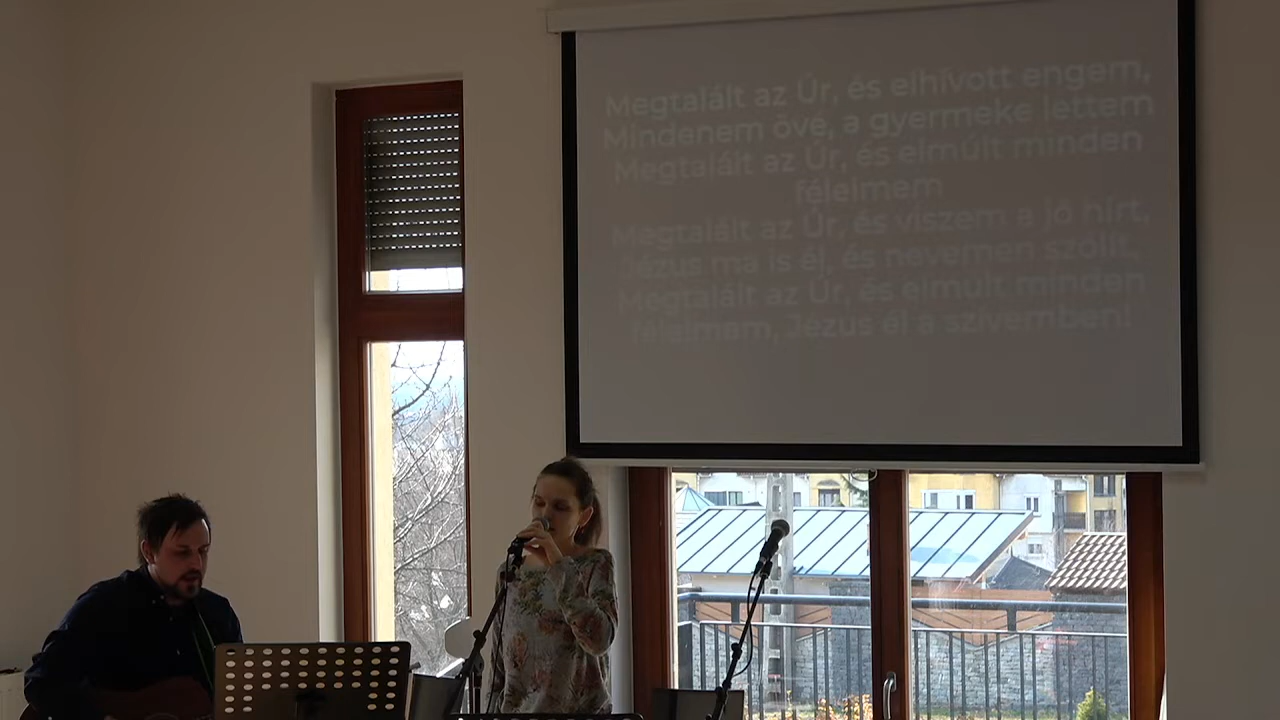 Megtalált az Úr, és elhívott engem,
Mindenem övé, a gyermeke lettem
Megtalált az Úr, és elmúlt minden
félelmem
Megtalált az Úr, és viszem a jó hírt,
Jézus ma is él, és nevemen szólít,
Megtalált az Úr, és elmúlt minden
félelmem, Jézus él a szívemben!